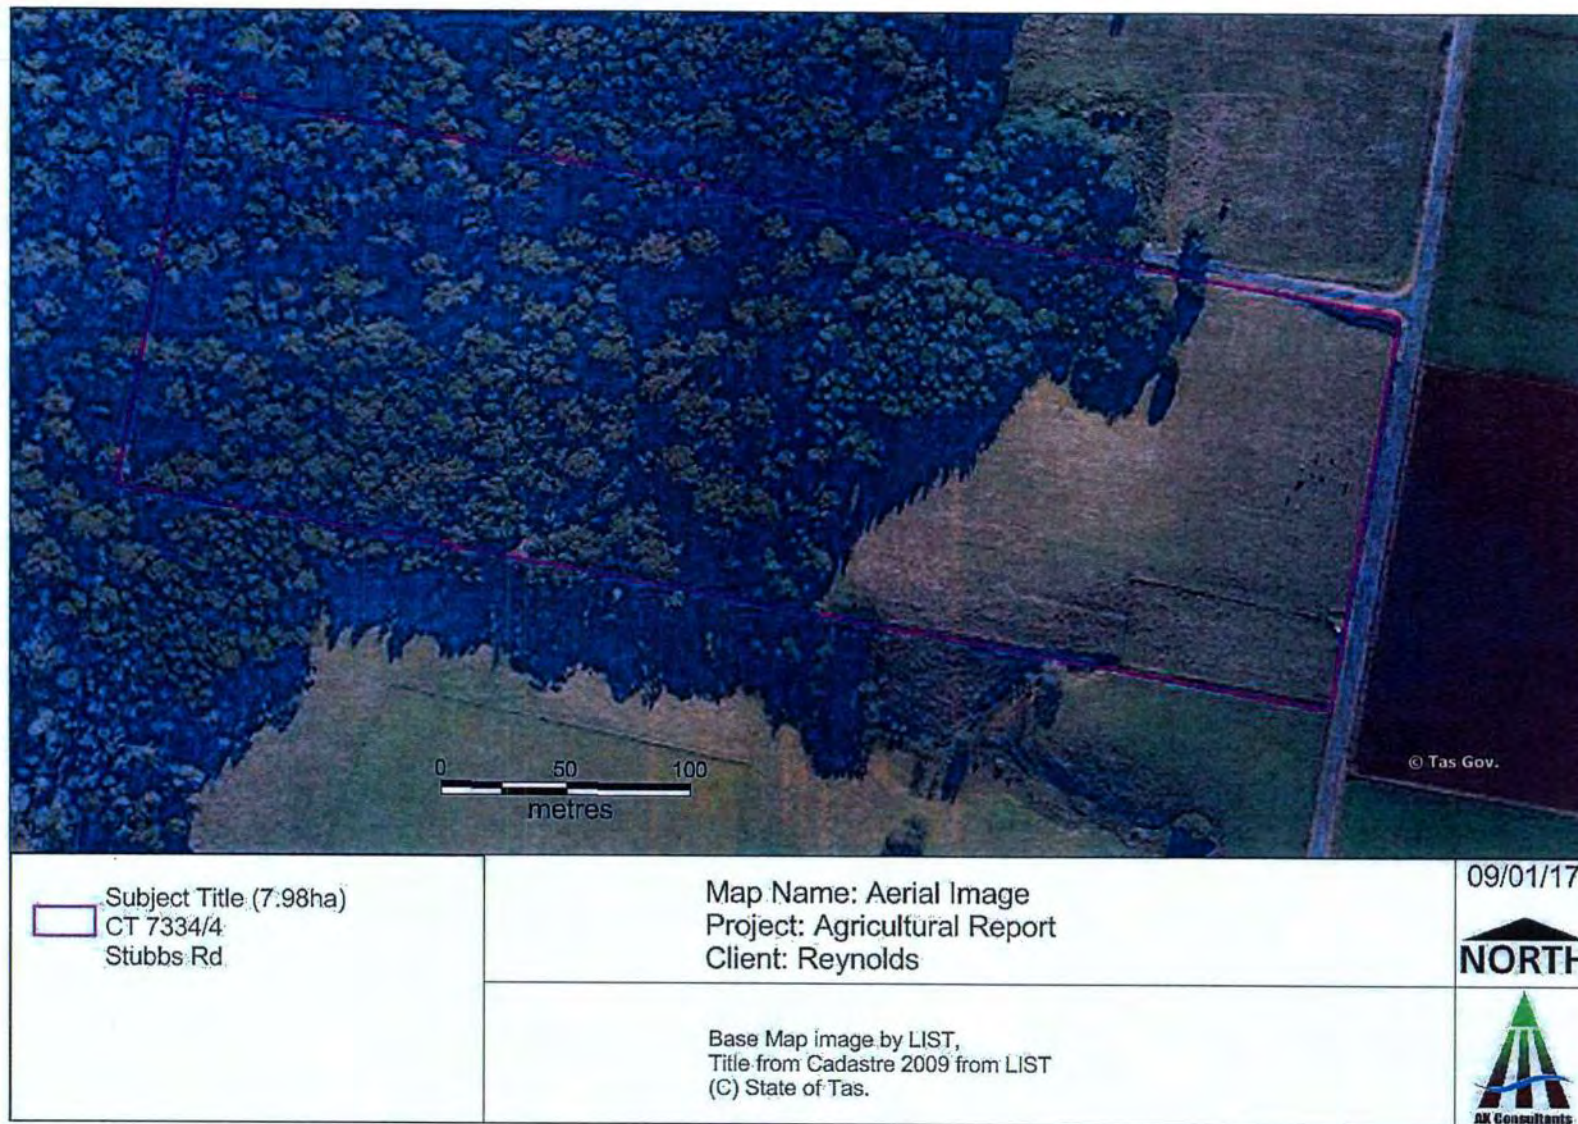 © Tas Gov.
0 50 100
metres
Subject Title (7.98ha)
CT 7334/4
Stubbs Rd
Map Name: Aerial Image
Project: Agricultural Report
Client: Reynolds
Base Map image by LIST,
Title from Cadastre 2009 from LIST
(C) State of Tas.
09/01/17
NORTH
AK Consultants